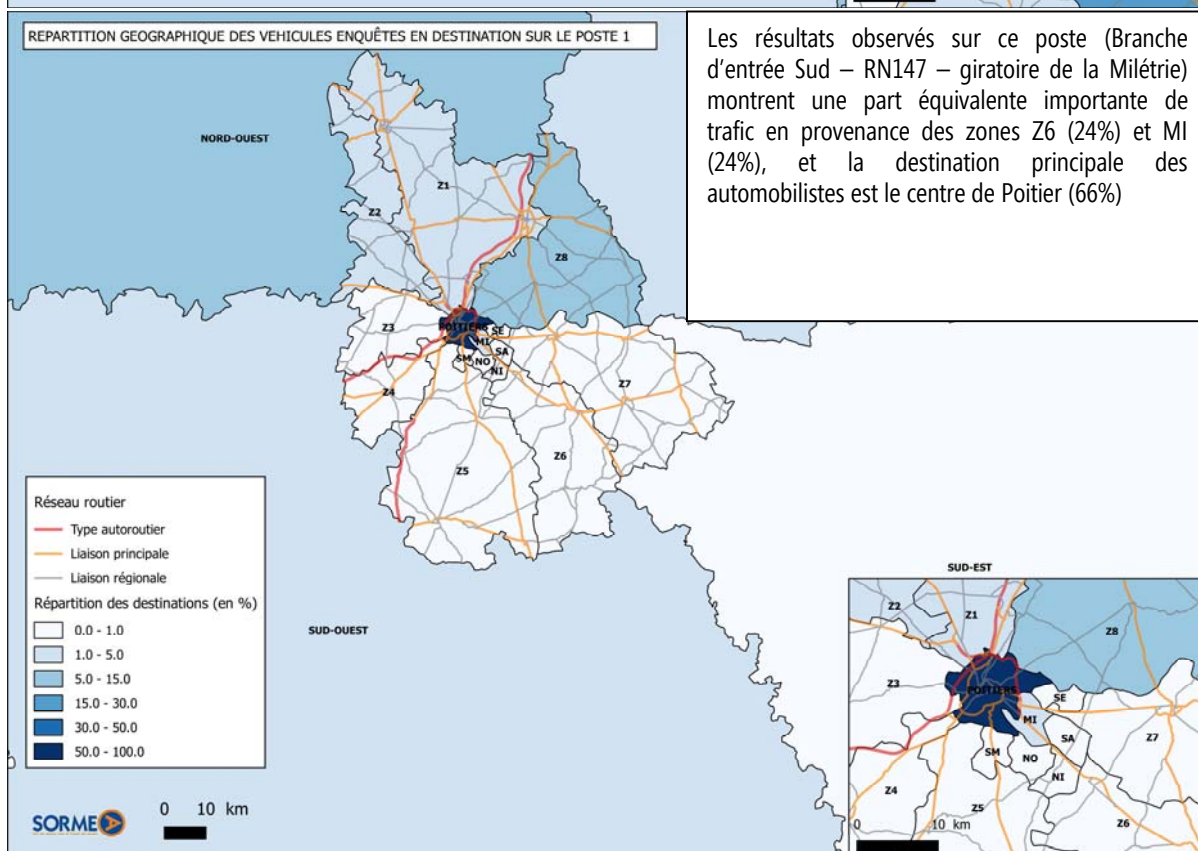 REPARTITION GEOGRAPHIQUE DES VEHICULES ENQUÊTES EN DESTINATION SUR LE POSTE 1
Les résultats observés sur ce poste (Branche
d'entrée Sud – RN147 – giratoire de la Milétrie)
montrent une part équivalente importante de
trafic en provenance des zones Z6 (24%) et MI
(24%), et la destination principale des
automobilistes est le centre de Poitier (66%)
NORD-OUEST
Z1
Z2
Z8
Z3
POITIERS
SE
MI
SA
SM
NO
NI
Z4
Z7
Z5
Z6
SUD-OUEST
SUD-EST
Réseau routier
Type autoroutier
Liaison principale
Liaison régionale
Répartition des destinations (en %)
0.0 - 1.0
1.0 - 5.0
5.0 - 15.0
15.0 - 30.0
30.0 - 50.0
50.0 - 100.0
SORMEA
0 10 km
Z2
Z1
Z8
Z3
POITIERS
SE
MI
SA
Z7
SM
NO
NI
Z4
Z5
Z6
0 10 km